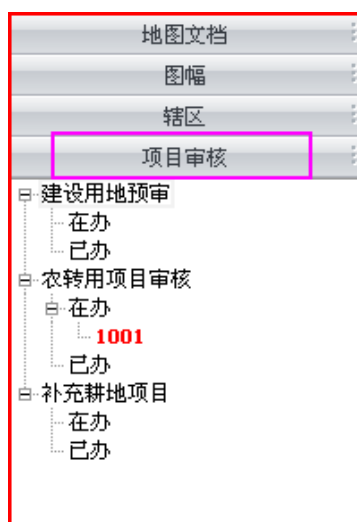 地图文档
图幅
辖区
项目审核
建设用地预审
在办
已办
农转用项目审核
在办
1001
已办
补充耕地项目
在办
已办